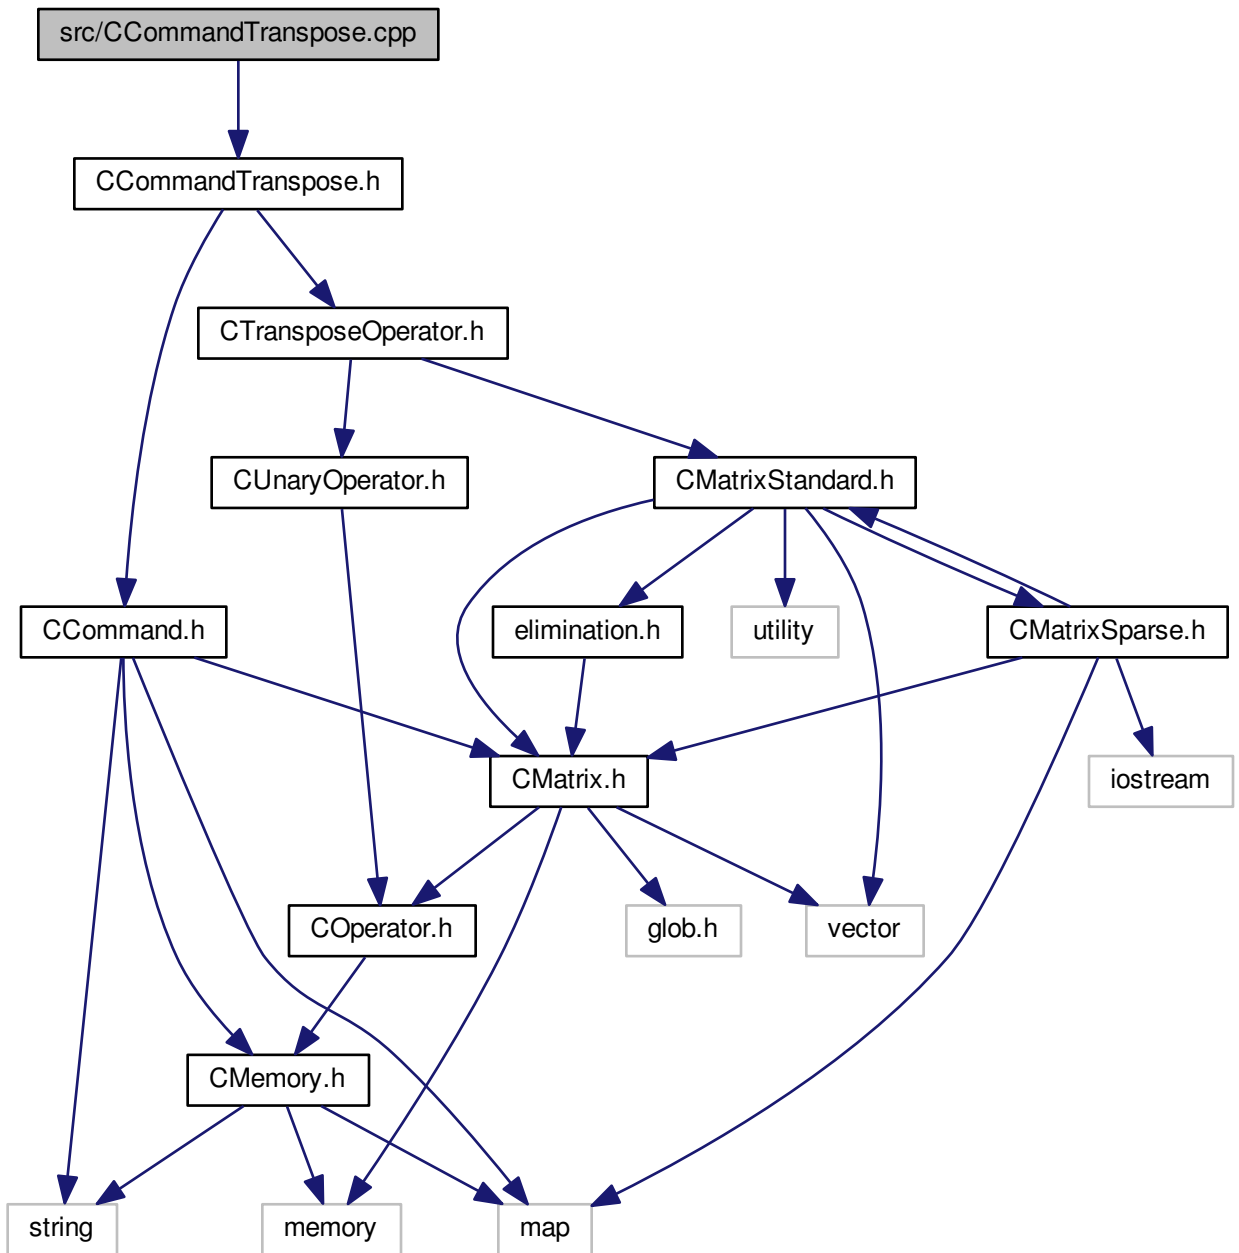 src/CCommandTranspose.cpp
CCommandTranspose.h
CTransposeOperator.h
CUnaryOperator.h
CMatrixStandard.h
CCommand.h
elimination.h
utility
CMatrixSparse.h
CMatrix.h
iostream
COperator.h
glob.h
vector
CMemory.h
string
memory
map